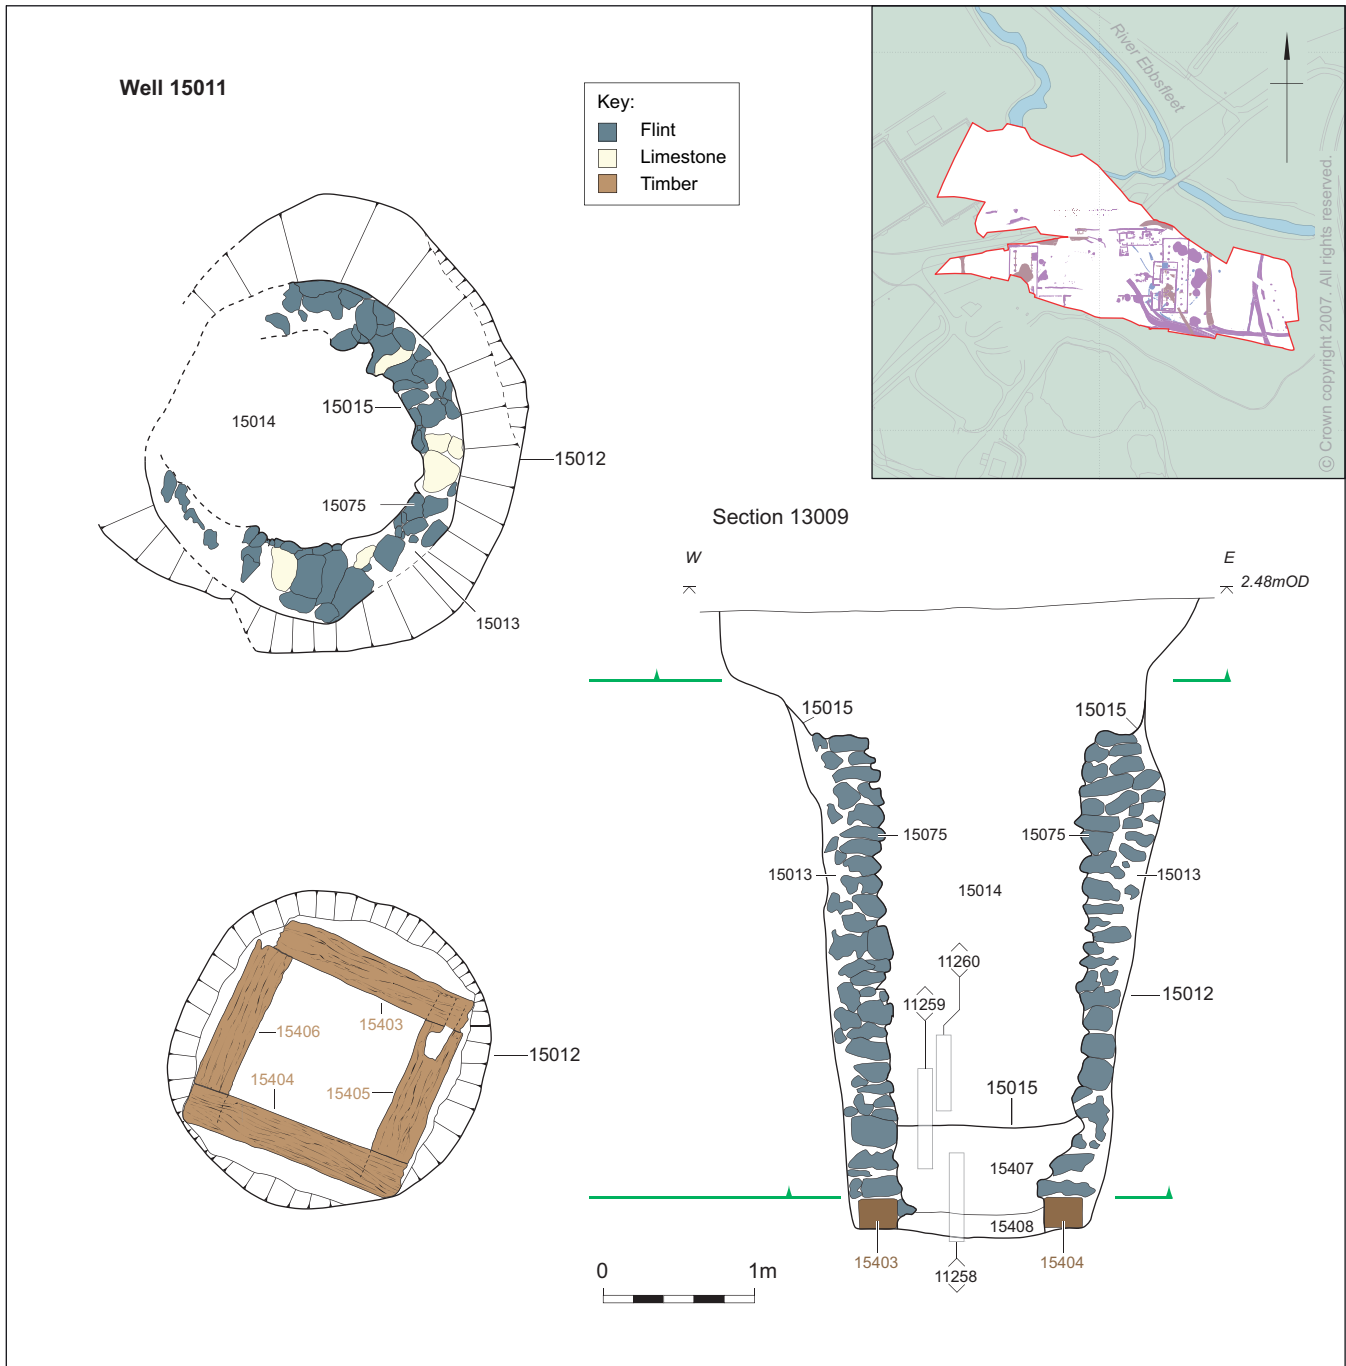 Well 15011
Key:
Flint
Limestone
Timber
River Ebbsfleet
© Crown copyright 2007. All rights reserved.
15014
15015
15012
15075
15013
Section 13009
W
E
2.48mOD
15015
15015
15075
15075
15013
15013
15014
11260
11259
15012
15015
15407
15408
15403
15404
11258
15403
15406
15404
15405
15012
0
1m